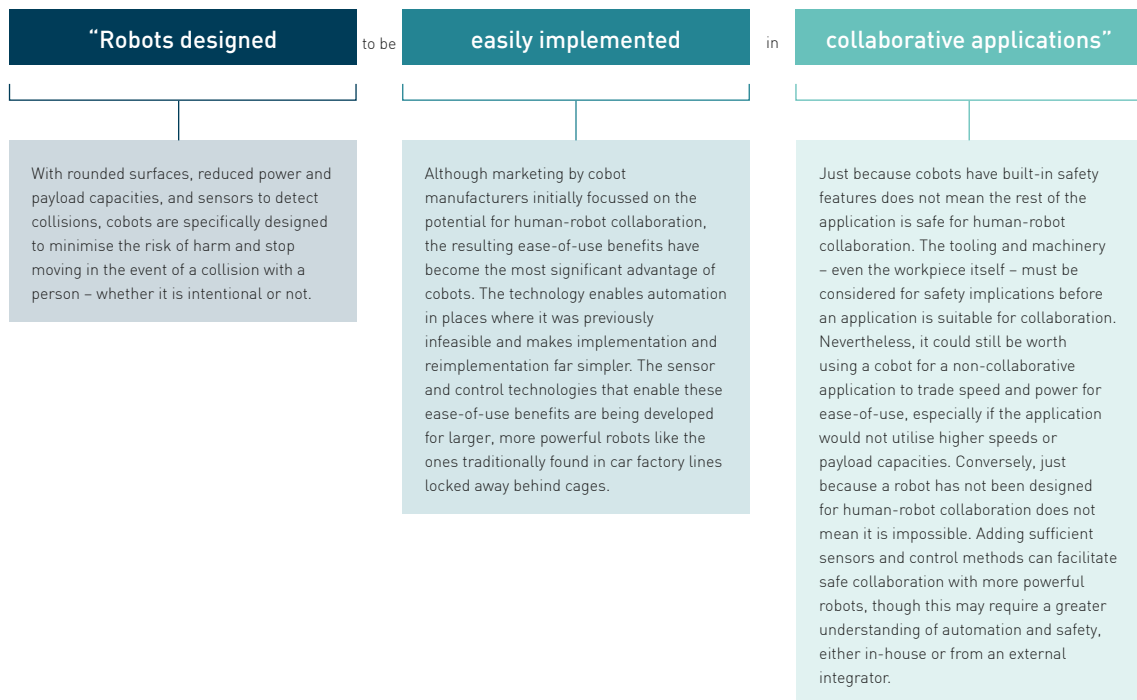 “Robots designed
to be
easily implemented
in
collaborative applications”
With rounded surfaces, reduced power and
payload capacities, and sensors to detect
collisions, cobots are specifically designed
to minimise the risk of harm and stop
moving in the event of a collision with a
person – whether it is intentional or not.
Although marketing by cobot
manufacturers initially focussed on the
potential for human-robot collaboration,
the resulting ease-of-use benefits have
become the most significant advantage of
cobots. The technology enables automation
in places where it was previously
infeasible and makes implementation and
reimplementation far simpler. The sensor
and control technologies that enable these
ease-of-use benefits are being developed
for larger, more powerful robots like the
ones traditionally found in car factory lines
locked away behind cages.
Just because cobots have built-in safety
features does not mean the rest of the
application is safe for human-robot
collaboration. The tooling and machinery
– even the workpiece itself – must be
considered for safety implications before
an application is suitable for collaboration.
Nevertheless, it could still be worth
using a cobot for a non-collaborative
application to trade speed and power for
ease-of-use, especially if the application
would not utilise higher speeds or
payload capacities. Conversely, just
because a robot has not been designed
for human-robot collaboration does not
mean it is impossible. Adding sufficient
sensors and control methods can facilitate
safe collaboration with more powerful
robots, though this may require a greater
understanding of automation and safety,
either in-house or from an external
integrator.